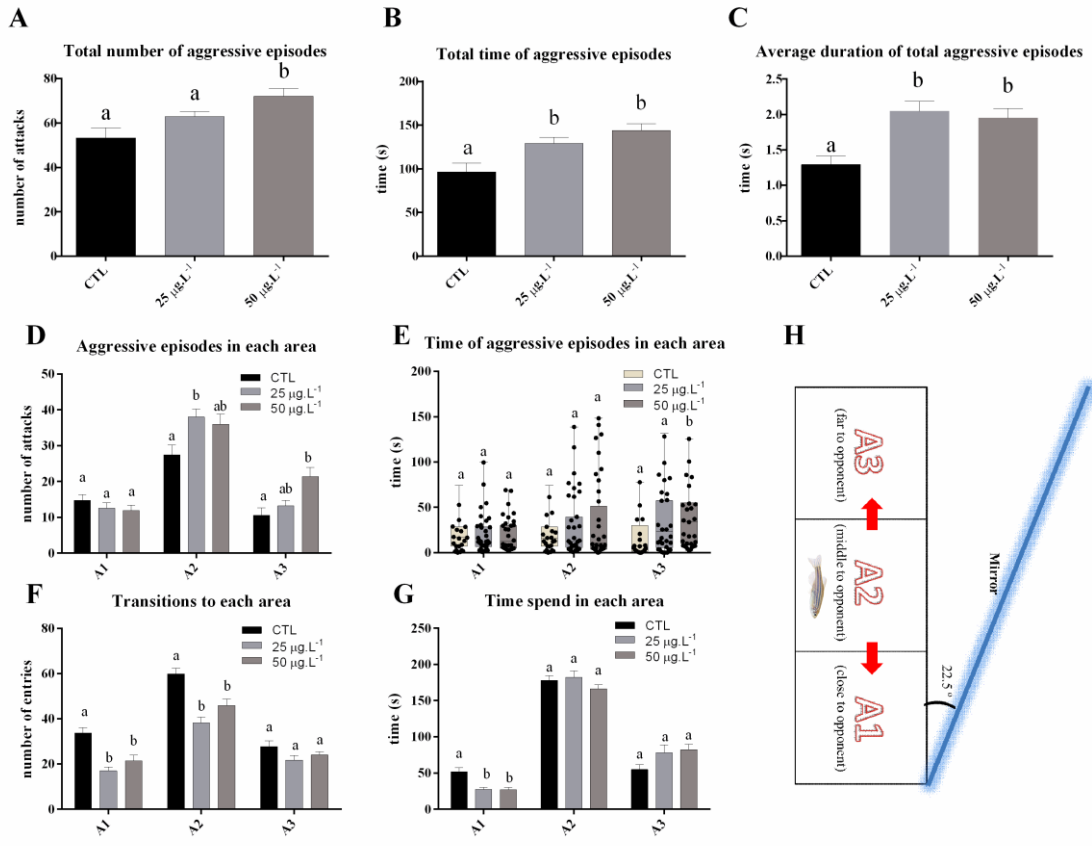 A
Total number of aggressive episodes
number of attacks
80
60
40
20
0
a
a
b
CTL
25 µg.L⁻¹
50 µg.L⁻¹
B
Total time of aggressive episodes
time (s)
200
150
100
50
0
a
b
b
CTL
25 µg.L⁻¹
50 µg.L⁻¹
C
Average duration of total aggressive episodes
time (s)
2.5
2.0
1.5
1.0
0.5
0.0
a
b
b
CTL
25 µg.L⁻¹
50 µg.L⁻¹
D
Aggressive episodes in each area
number of attacks
50
40
30
20
10
0
CTL
25 µg.L⁻¹
50 µg.L⁻¹
a a a
a b ab
a ab b
A1
A2
A3
E
Time of aggressive episodes in each area
time (s)
200
150
100
50
0
CTL
25 µg.L⁻¹
50 µg.L⁻¹
a a a
a a a
a a b
A1
A2
A3
F
Transitions to each area
number of entries
80
60
40
20
0
CTL
25 µg.L⁻¹
50 µg.L⁻¹
a b b
a b b
a a a
A1
A2
A3
G
Time spend in each area
time (s)
250
200
150
100
50
0
CTL
25 µg.L⁻¹
50 µg.L⁻¹
a b b
a a a
a a a
A1
A2
A3
H
A3
(far to opponent)
A2
(middle to opponent)
A1
(close to opponent)
Mirror
22.5°